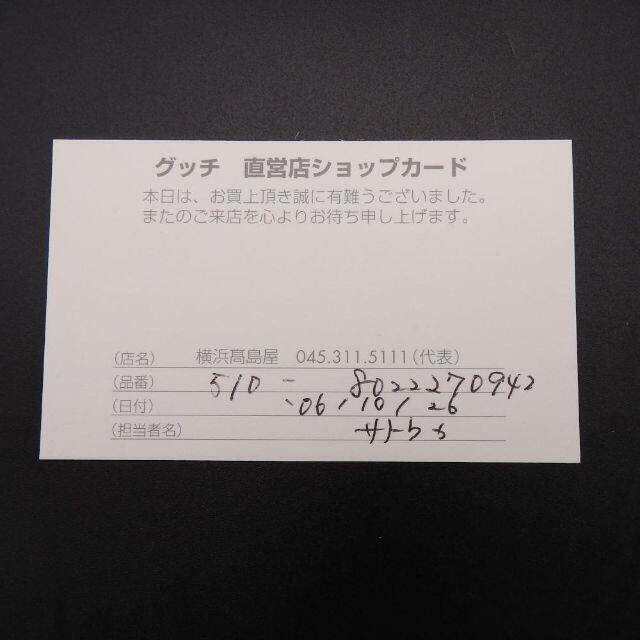 グッチ 直営店ショップカード
本日は、お買上頂き誠に有難うございました。
またのご来店を心よりお待ち申し上げます。
(店名) 横浜髙島屋 045.311.5111(代表)
(品番) 510 - 8022270942
(日付) '06 / 10 / 26
(担当者名)